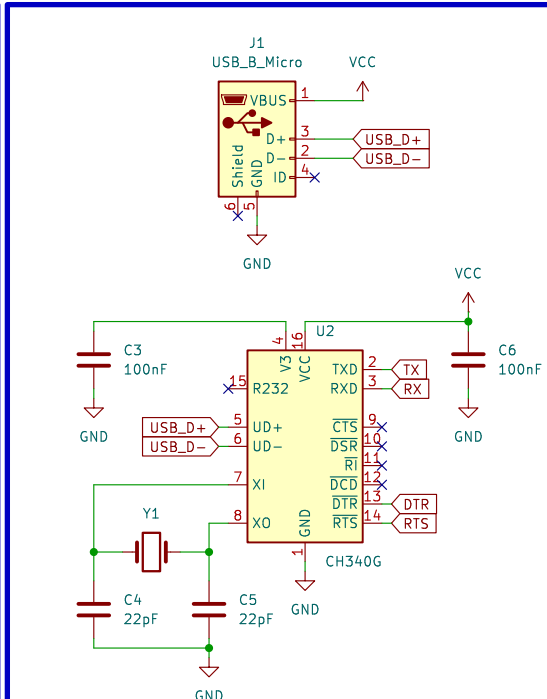 J1
USB_B_Micro
VCC
VBUS 1
D+ 3
USB_D+
D- 2
USB_D-
ID 4
Shield
GND
6
5
GND
VCC
C3
100nF
GND
4
16
U2
C6
100nF
GND
V3
VCC
15 R232
TXD 2 TX
RXD 3 RX
USB_D+ 5 UD+
USB_D- 6 UD-
CTS 9
DSR 10
RI 11
DCD 12
7 XI
8 XO
DTR 13 DTR
RTS 14 RTS
GND
1
CH340G
GND
Y1
C4
22pF
C5
22pF
GND